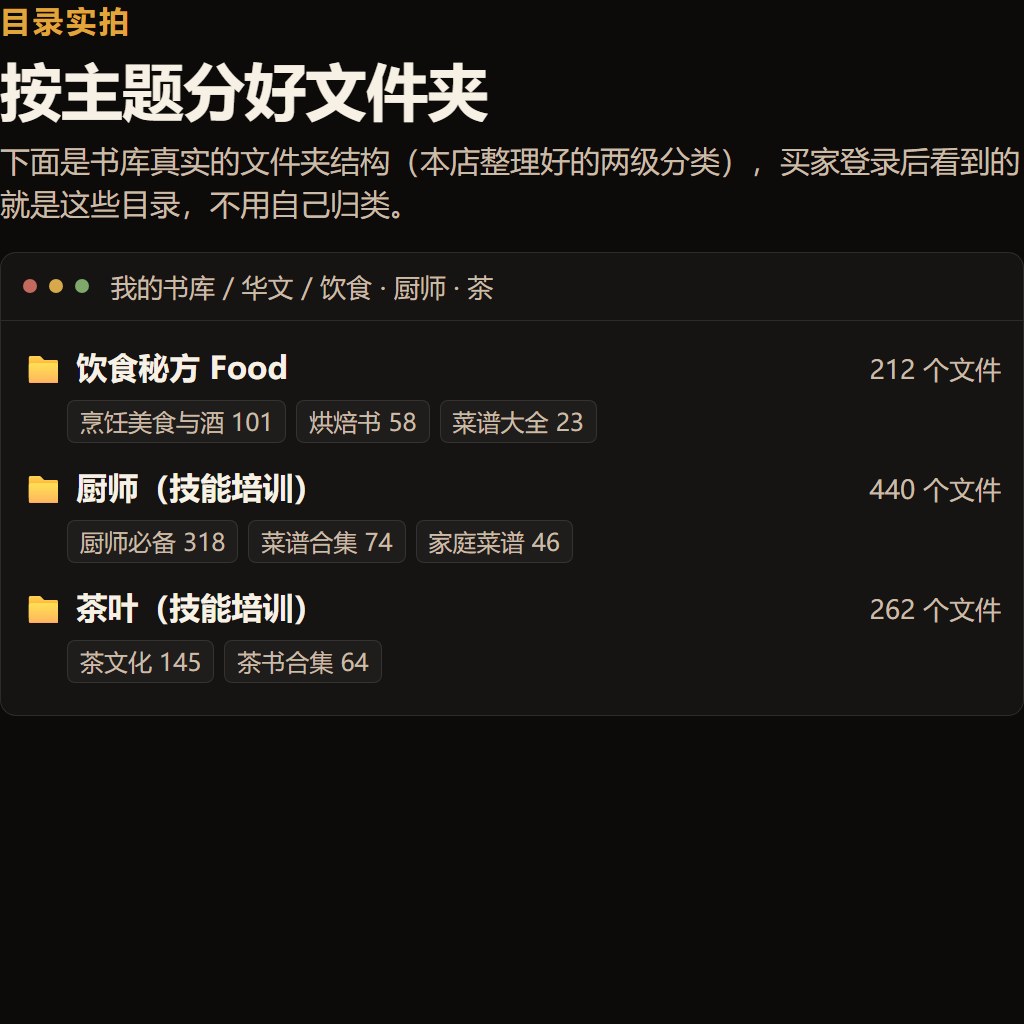 目录实拍
按主题分好文件夹
下面是书库真实的文件夹结构（本店整理好的两级分类），买家登录后看到的
就是这些目录，不用自己归类。
我的书库 / 华文 / 饮食 · 厨师 · 茶
饮食秘方 Food 212 个文件
烹饪美食与酒 101 烘焙书 58 菜谱大全 23
厨师（技能培训） 440 个文件
厨师必备 318 菜谱合集 74 家庭菜谱 46
茶叶（技能培训） 262 个文件
茶文化 145 茶书合集 64